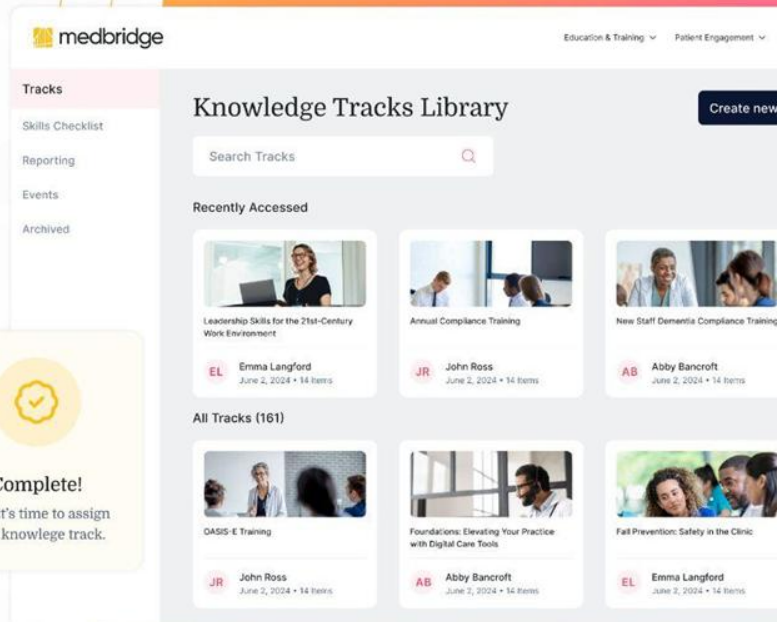 medbridge
Education & Training
Patient Engagement
Tracks
Skills Checklist
Reporting
Events
Archived
Knowledge Tracks Library
Create new
Search Tracks
Recently Accessed
Leadership Skills for the 21st-Century
Work Environment
EL
Emma Langford
June 2, 2024 • 14 Items
Annual Compliance Training
JR
John Ross
June 2, 2024 • 14 Items
New Staff Dementia Compliance Training
AB
Abby Bancroft
June 2, 2024 • 14 Items
All Tracks (161)
OASIS-E Training
JR
John Ross
June 2, 2024 • 14 Items
Foundations: Elevating Your Practice
with Digital Care Tools
AB
Abby Bancroft
June 2, 2024 • 14 Items
Fall Prevention: Safety in the Clinic
EL
Emma Langford
June 2, 2024 • 14 Items
omplete!
t's time to assign
knowlege track.